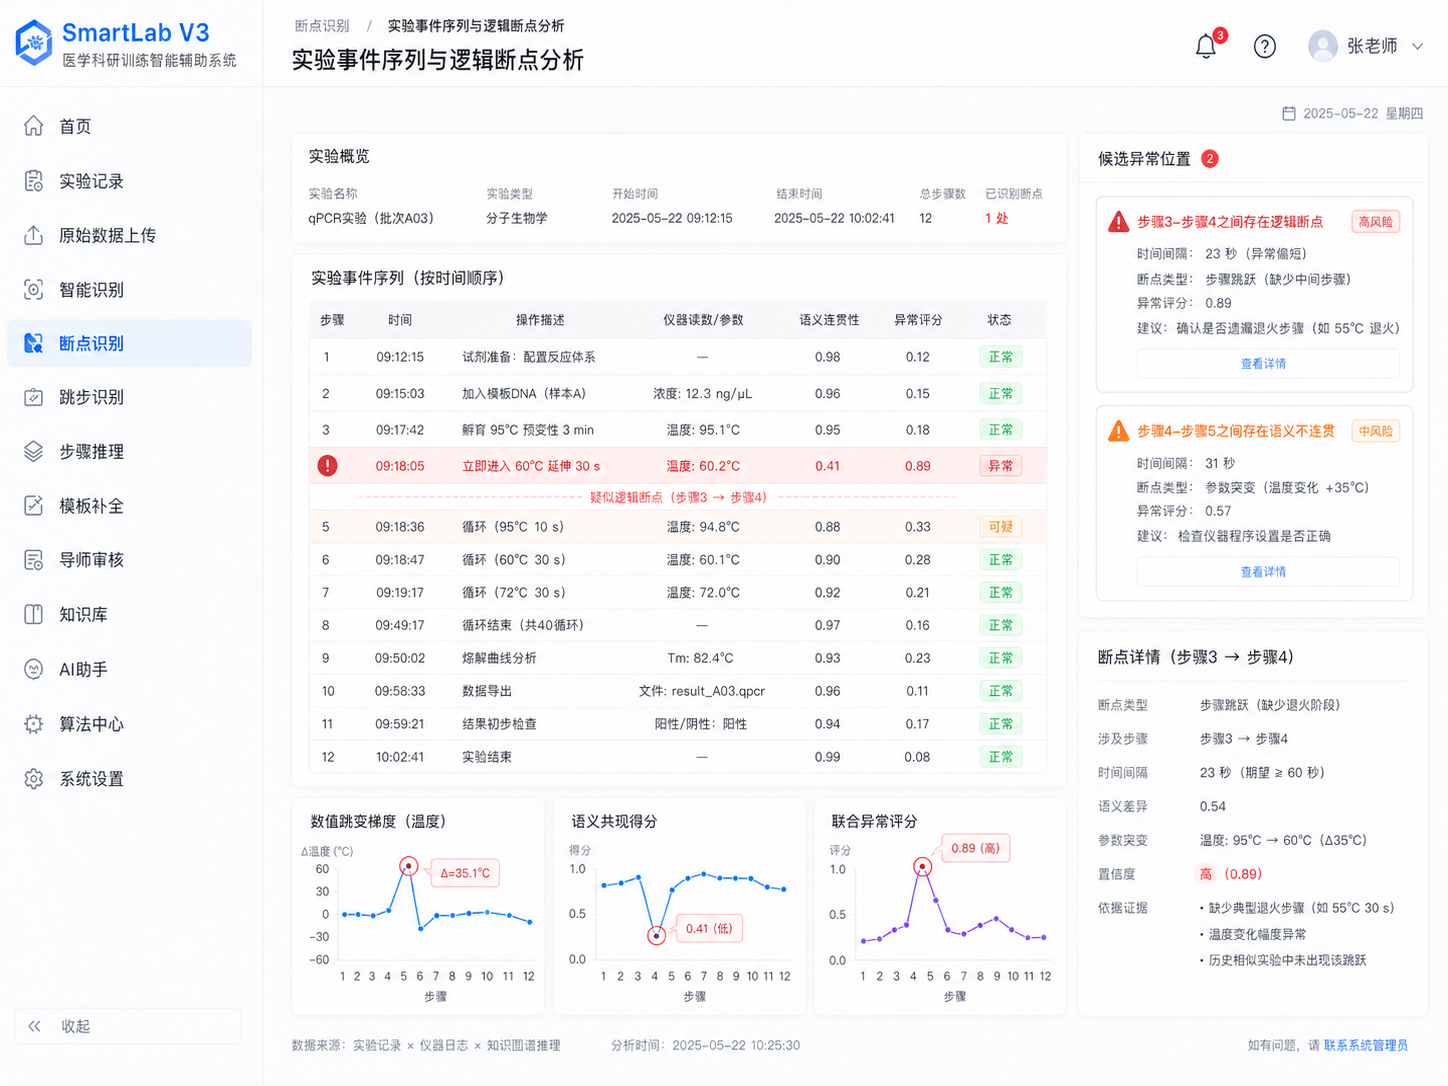 SmartLab V3
医学科研训练智能辅助系统
首页
实验记录
原始数据上传
智能识别
断点识别
跳步识别
步骤推理
模板补全
导师审核
知识库
AI助手
算法中心
系统设置
收起
断点识别 / 实验事件序列与逻辑断点分析
实验事件序列与逻辑断点分析
3
张老师
2025-05-22 星期四
实验概览
实验名称 实验类型 开始时间 结束时间 总步骤数 已识别断点
qPCR实验（批次A03） 分子生物学 2025-05-22 09:12:15 2025-05-22 10:02:41 12 1 处
实验事件序列（按时间顺序）
步骤 时间 操作描述 仪器读数/参数 语义连贯性 异常评分 状态
1 09:12:15 试剂准备：配置反应体系 — 0.98 0.12 正常
2 09:15:03 加入模板DNA（样本A） 浓度: 12.3 ng/μL 0.96 0.15 正常
3 09:17:42 孵育 95°C 预变性 3 min 温度: 95.1°C 0.95 0.18 正常
! 09:18:05 立即进入 60°C 延伸 30 s 温度: 60.2°C 0.41 0.89 异常
疑似逻辑断点（步骤3 → 步骤4）
5 09:18:36 循环（95°C 10 s） 温度: 94.8°C 0.88 0.33 可疑
6 09:18:47 循环（60°C 30 s） 温度: 60.1°C 0.90 0.28 正常
7 09:19:17 循环（72°C 30 s） 温度: 72.0°C 0.92 0.21 正常
8 09:49:17 循环结束（共40循环） — 0.97 0.16 正常
9 09:50:02 熔解曲线分析 Tm: 82.4°C 0.93 0.23 正常
10 09:58:33 数据导出 文件: result_A03.qpcr 0.96 0.11 正常
11 09:59:21 结果初步检查 阳性/阴性：阳性 0.94 0.17 正常
12 10:02:41 实验结束 — 0.99 0.08 正常
数值跳变梯度（温度）
Δ温度 (°C)
60
30
0
−30
−60
Δ=35.1°C
1 2 3 4 5 6 7 8 9 10 11 12
步骤
语义共现得分
得分
1.0
0.5
0.0
0.41 (低)
1 2 3 4 5 6 7 8 9 10 11 12
步骤
联合异常评分
评分
1.0
0.5
0.0
0.89 (高)
1 2 3 4 5 6 7 8 9 10 11 12
步骤
候选异常位置 2
步骤3-步骤4之间存在逻辑断点 高风险
时间间隔： 23 秒（异常偏短）
断点类型： 步骤跳跃（缺少中间步骤）
异常评分： 0.89
建议： 确认是否遗漏退火步骤（如 55°C 退火）
查看详情
步骤4-步骤5之间存在语义不连贯 中风险
时间间隔： 31 秒
断点类型： 参数突变（温度变化 +35°C）
异常评分： 0.57
建议： 检查仪器程序设置是否正确
查看详情
断点详情（步骤3 → 步骤4）
断点类型 步骤跳跃（缺少退火阶段）
涉及步骤 步骤3 → 步骤4
时间间隔 23 秒（期望 ≥ 60 秒）
语义差异 0.54
参数突变 温度: 95°C → 60°C（Δ35°C）
置信度 高 （0.89）
依据证据 • 缺少典型退火步骤（如 55°C 30 s）
• 温度变化幅度异常
• 历史相似实验中未出现该跳跃
数据来源：实验记录 × 仪器日志 × 知识图谱推理 分析时间：2025-05-22 10:25:30
如有问题，请 联系系统管理员